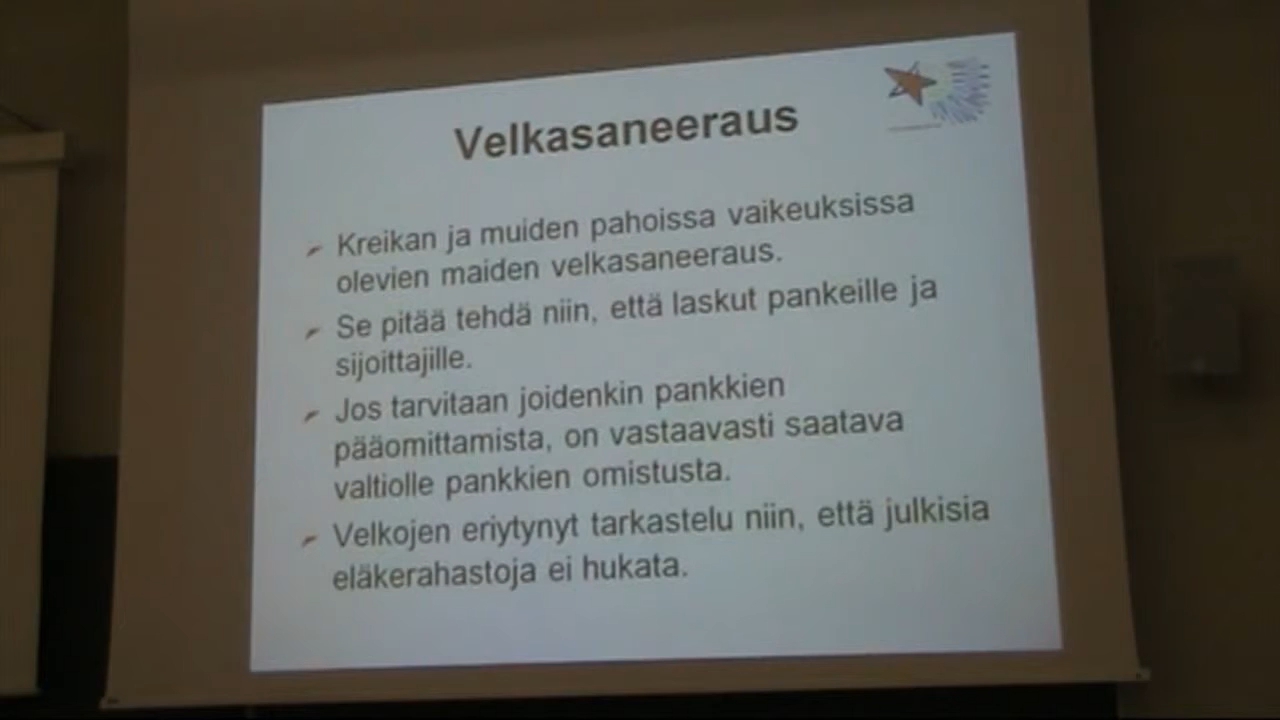 Velkasaneeraus
Kreikan ja muiden pahoissa vaikeuksissa
olevien maiden velkasaneeraus.
Se pitää tehdä niin, että laskut pankeille ja
sijoittajille.
Jos tarvitaan joidenkin pankkien
pääomittamista, on vastaavasti saatava
valtiolle pankkien omistusta.
Velkojen eriytynyt tarkastelu niin, että julkisia
eläkerahastoja ei hukata.